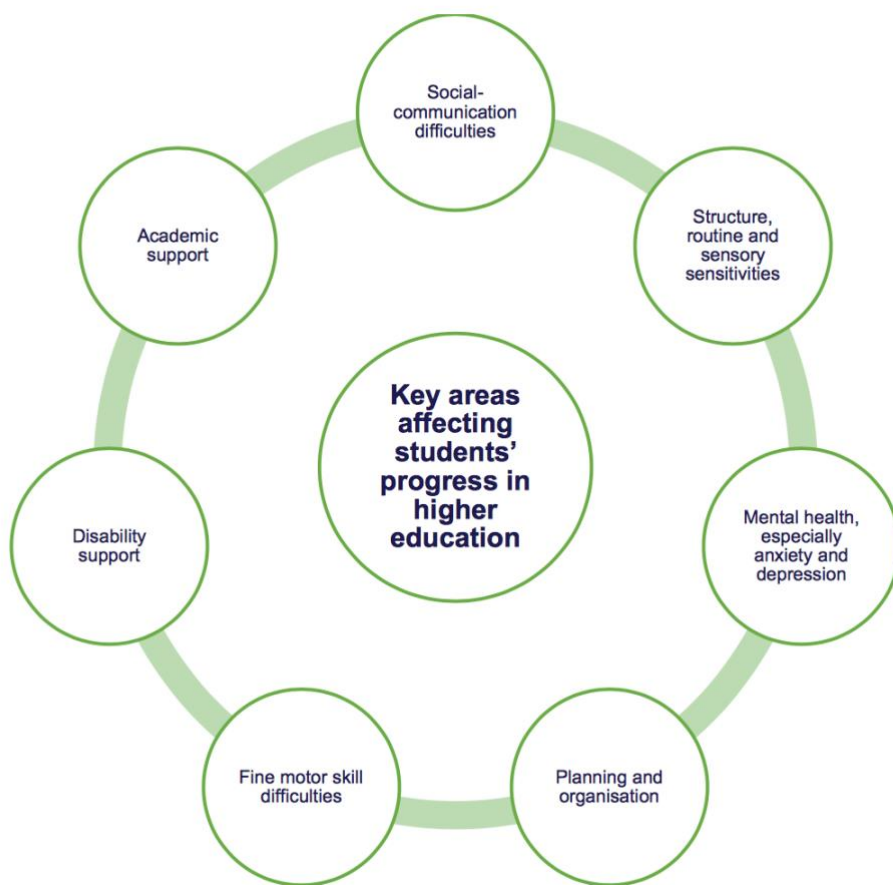 Social-
communication
difficulties
Structure,
routine and
sensory
sensitivities
Mental health,
especially
anxiety and
depression
Planning and
organisation
Fine motor skill
difficulties
Disability
support
Academic
support
Key areas
affecting
students’
progress in
higher
education